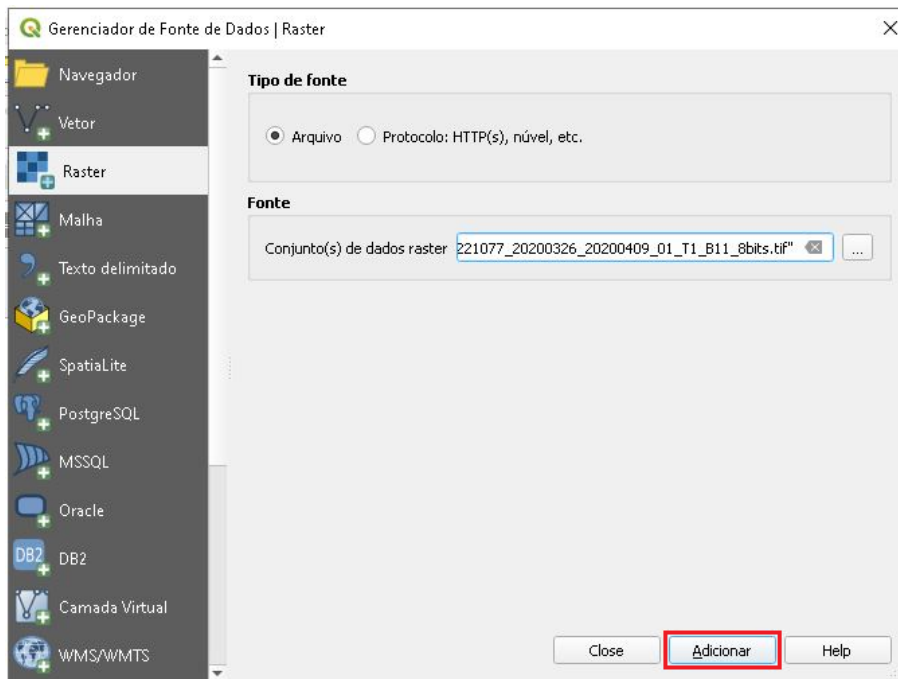 Gerenciador de Fonte de Dados | Raster
Navegador
Vetor
Raster
Malha
Texto delimitado
GeoPackage
SpatiaLite
PostgreSQL
MSSQL
Oracle
DB2
DB2
Camada Virtual
WMS/WMTS
Tipo de fonte
Arquivo Protocolo: HTTP(s), núvel, etc.
Fonte
Conjunto(s) de dados raster 221077_20200326_20200409_01_T1_B11_8bits.tif" ...
Close Adicionar Help